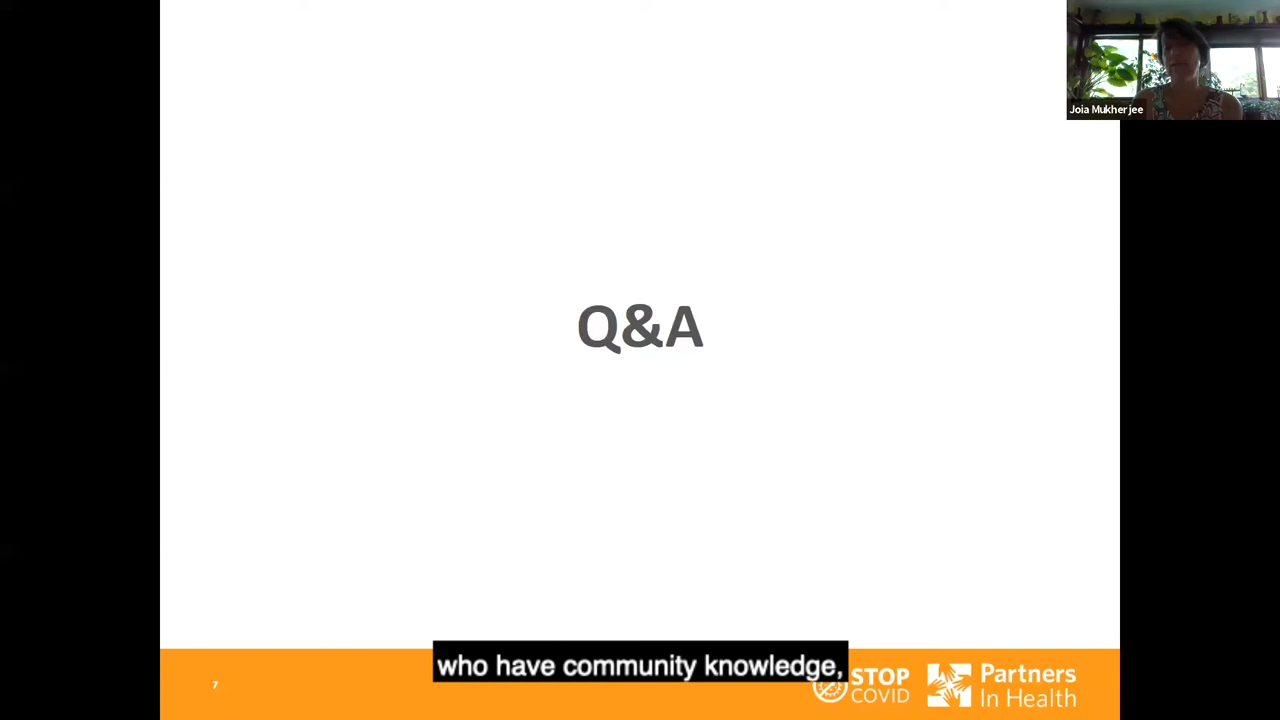 Joia Mukherjee
Q&A
who have community knowledge,
7
STOP
COVID
Partners
In Health